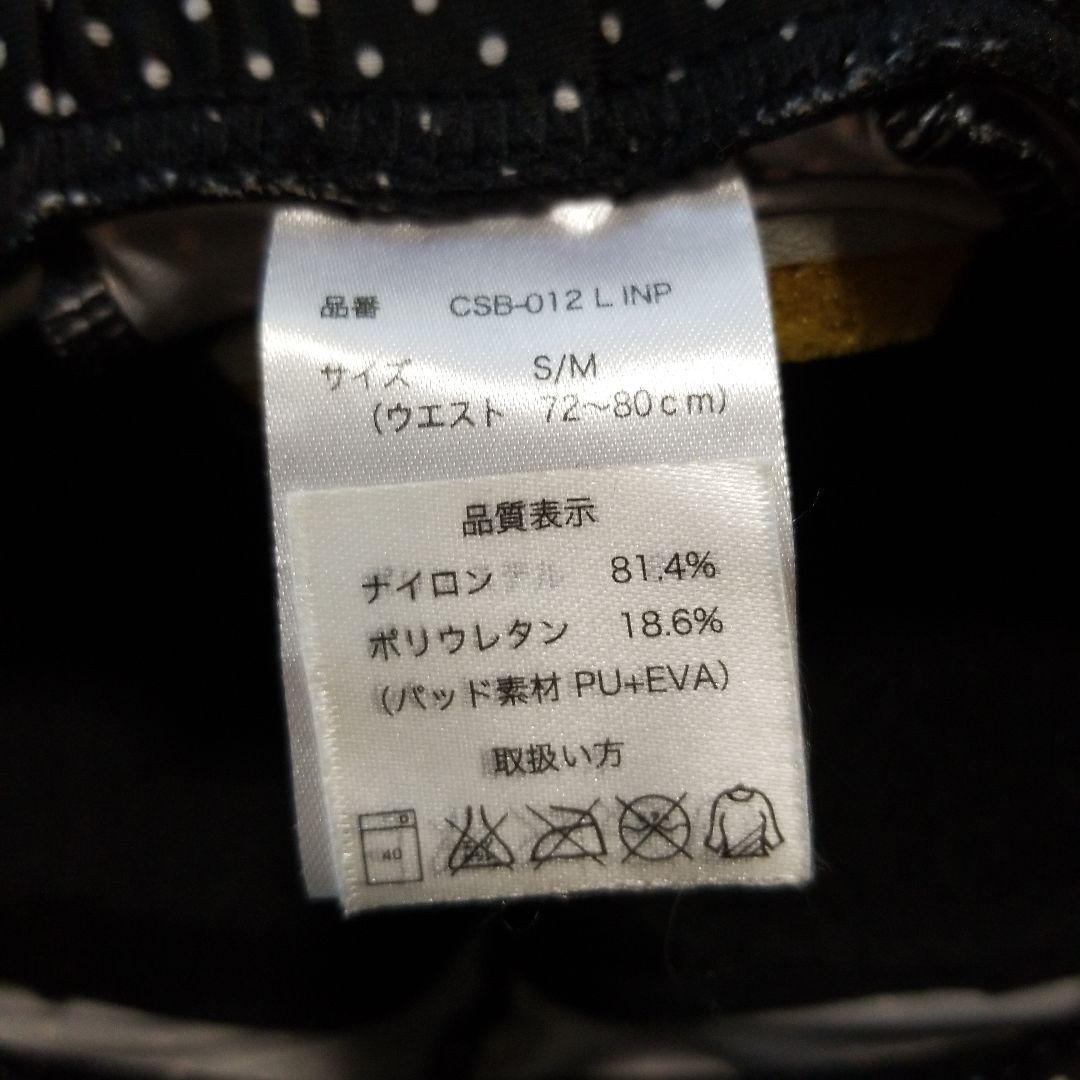 品番 CSB-012 L INP
サイズ S/M
(ウエスト 72～80cm)
品質表示
ナイロン 81.4%
ポリウレタン 18.6%
(パッド素材 PU+EVA)
取扱い方
40